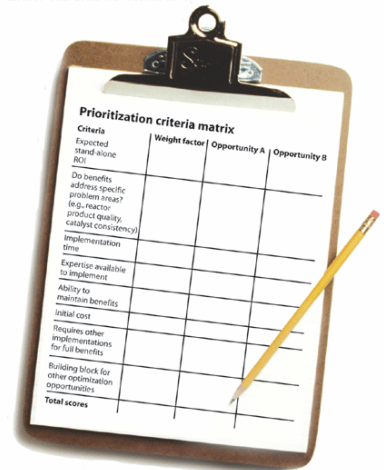 Prioritization criteria matrix
Criteria
Weight factor
Opportunity A
Opportunity B
Expected
stand-alone
ROI
Do benefits
address specific
problem areas?
(e.g., reactor
product quality,
catalyst consistency)
Implementation
time
Expertise available
to implement
Ability to
maintain benefits
Initial cost
Requires other
implementations
for full benefits
Building block for
other optimization
opportunities
Total scores